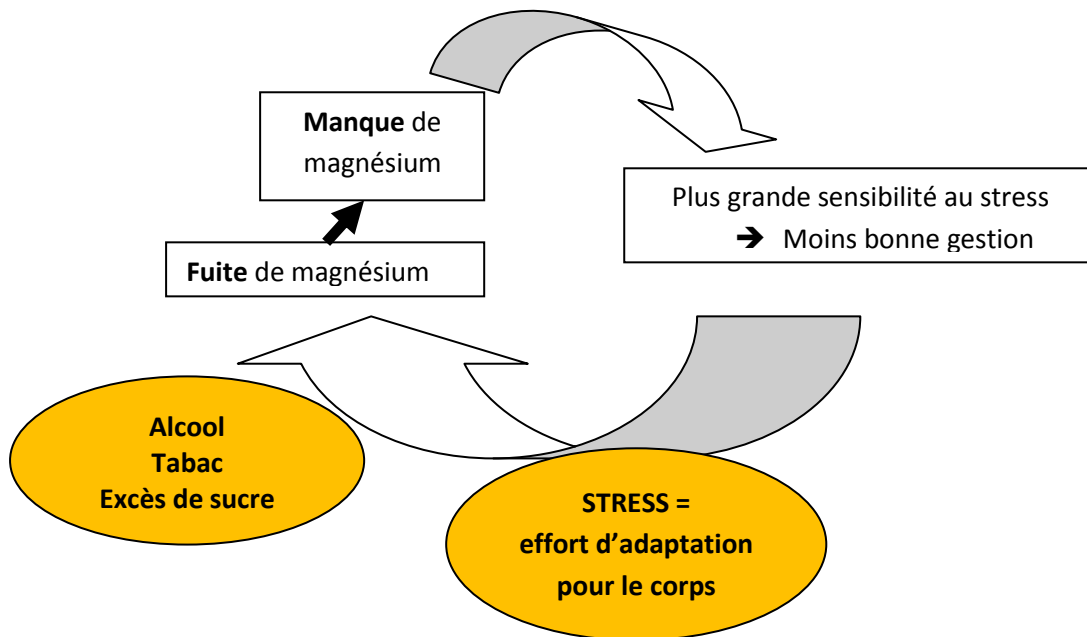 Manque de
magnésium
Plus grande sensibilité au stress
➔ Moins bonne gestion
Fuite de magnésium
Alcool
Tabac
Excès de sucre
STRESS =
effort d’adaptation
pour le corps